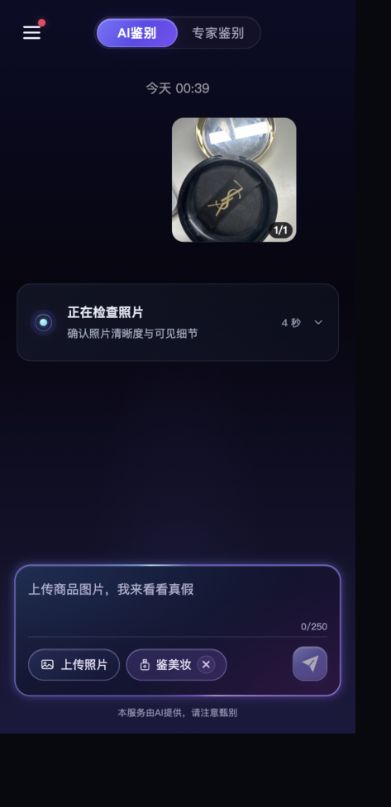 AI鉴别
专家鉴别
今天 00:39
YSL
1/1
正在检查照片
4 秒
确认照片清晰度与可见细节
上传商品图片，我来看看真假
0/250
上传照片
鉴美妆
本服务由AI提供，请注意甄别